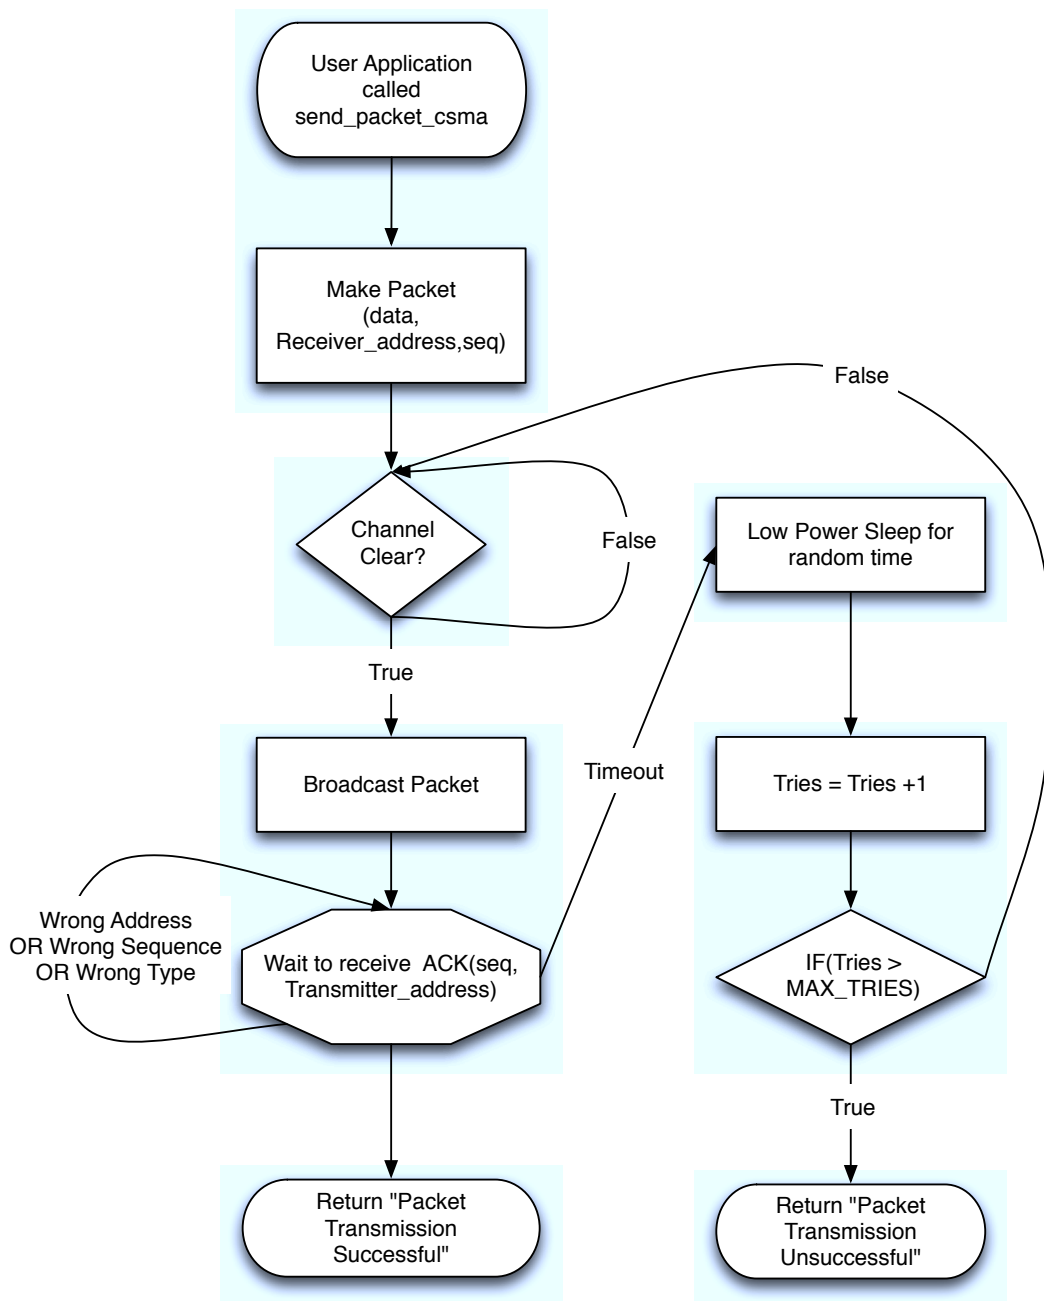 User Application
called
send_packet_csma
Make Packet
(data,
Receiver_address,seq)
False
Channel
Clear?
False
Low Power Sleep for
random time
True
Broadcast Packet
Timeout
Tries = Tries +1
Wrong Address
OR Wrong Sequence
OR Wrong Type
Wait to receive  ACK(seq,
Transmitter_address)
IF(Tries >
MAX_TRIES)
True
Return "Packet
Transmission
Successful"
Return "Packet
Transmission
Unsuccessful"